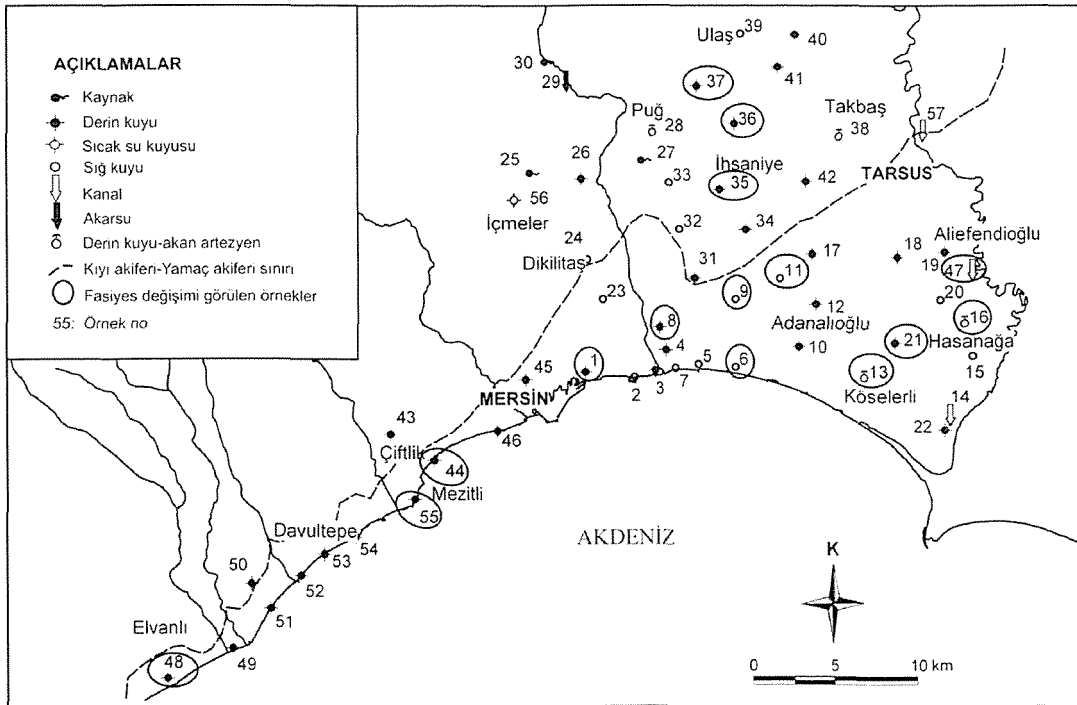 AÇIKLAMALAR
Kaynak
Derin kuyu
Sıcak su kuyusu
Sığ kuyu
Kanal
Akarsu
Derin kuyu-akan artezyen
Kıyı akiferi-Yamaç akiferi sınırı
Fasiyes değişimi görülen örnekler
55: Örnek no
Ulaş 39
40
30
29
41
37
Puğ
28
36
Takbaş
38
57
25
26
27
İhsaniye
33
35
42
TARSUS
56
İçmeler
32
34
24
Dikilitaş
31
17
18
Aliefendioğlu
19
47
11
23
9
12
20
16
8
Adanalıoğlu
4
10
21
Hasanağa
15
45
1
5
6
13
2
3
7
Köselerli
14
MERSİN
22
43
46
Çiftlik
44
Mezitli
55
Davultepe
54
AKDENİZ
53
K
50
52
51
Elvanlı
49
48
0 5 10 km